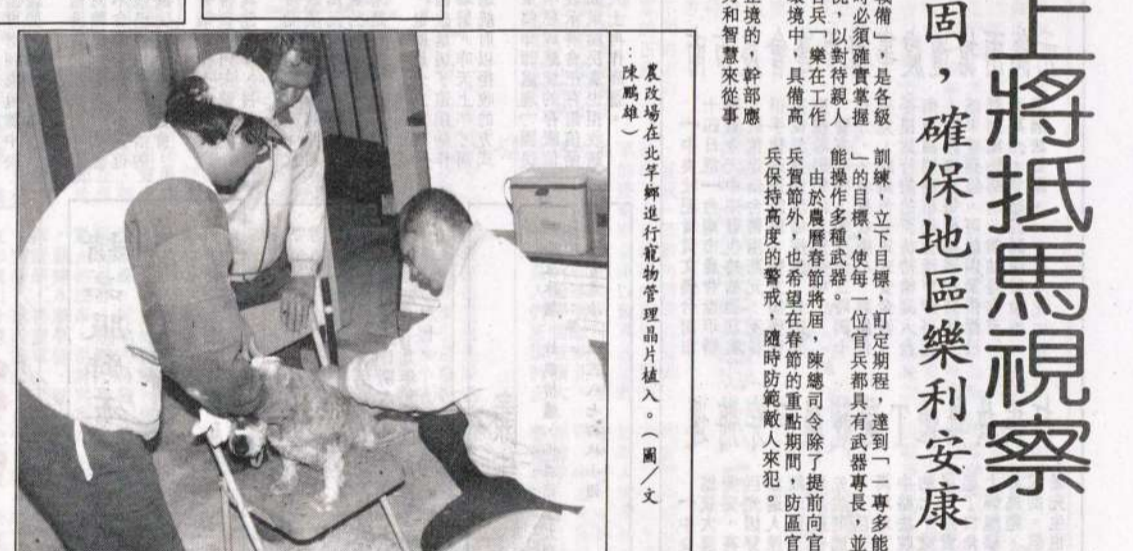 上將抵馬視察
固，確保地區樂利安康
戰備」，是各級
時必須確實掌握
，以對待親人
官兵「樂在工作
環境中，具備高
境的，幹部應
力和智慧來從事
訓練，立下目標，訂定期程，達到「一專多能
」的目標，使每一位官兵都具有武器專長，並
能操作多種武器。
由於農曆春節將屆，陳總司令除了提前向官
兵賀節外，也希望在春節的重點期間，防區官
兵保持高度的警戒，隨時防範敵人來犯。
農改場在北竿鄉進行寵物管理晶片植入。（圖／文
：陳鵬雄）